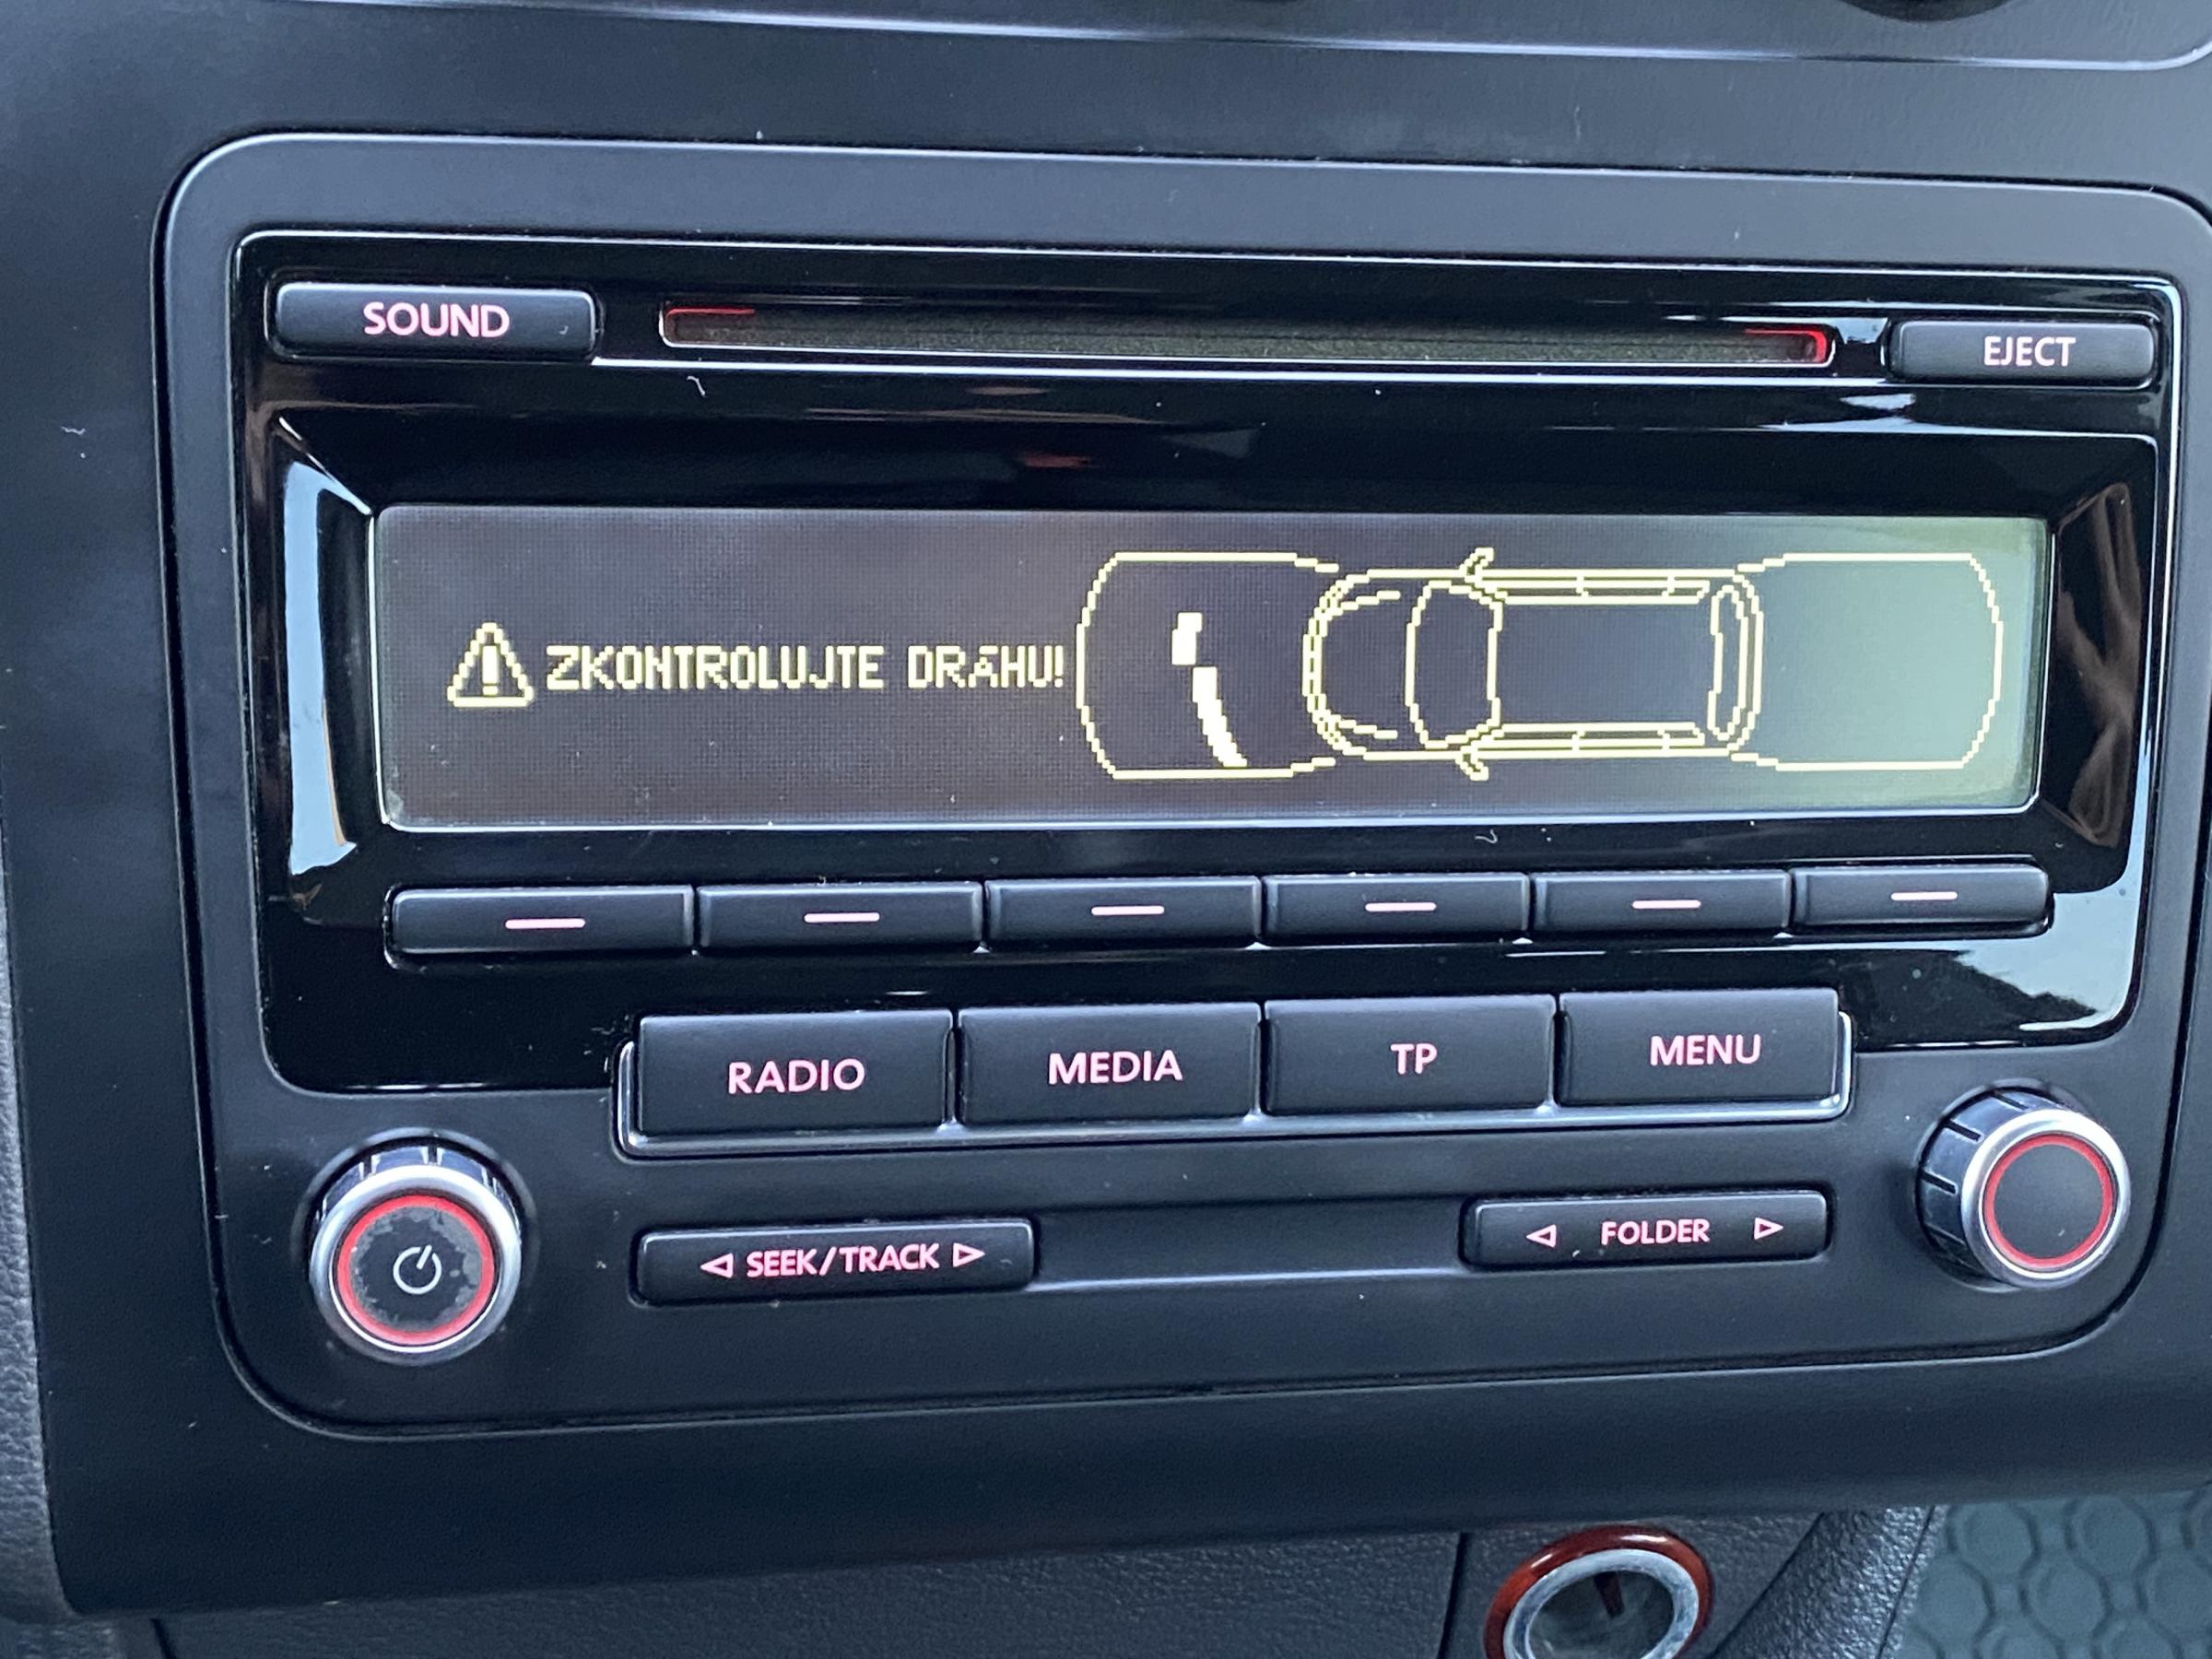 SOUND
EJECT
ZKONTROLUJTE DRÁHU!
RADIO
MEDIA
TP
MENU
SEEK/TRACK
FOLDER